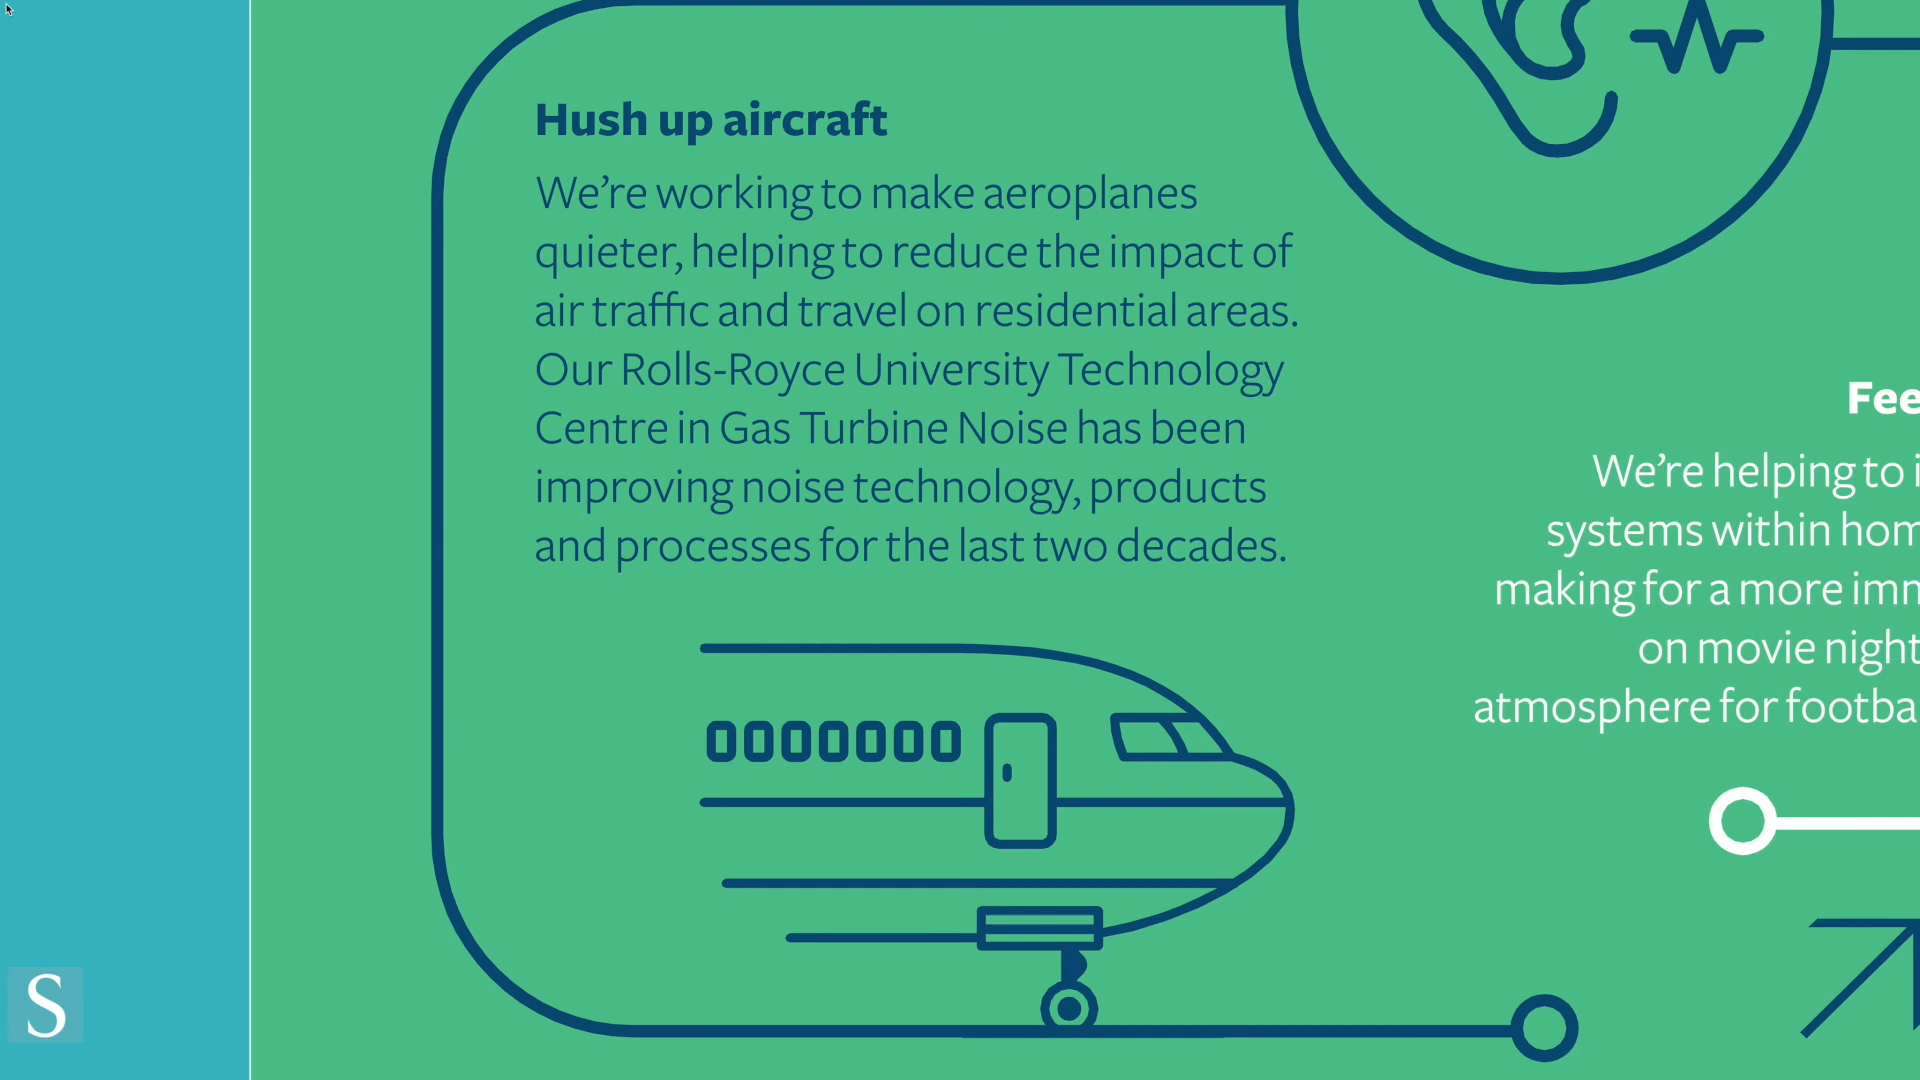 Hush up aircraft
We’re working to make aeroplanes
quieter, helping to reduce the impact of
air traffic and travel on residential areas.
Our Rolls-Royce University Technology
Centre in Gas Turbine Noise has been
improving noise technology, products
and processes for the last two decades.
We’re helping to
systems within
making for a more
on movie
atmosphere for
S